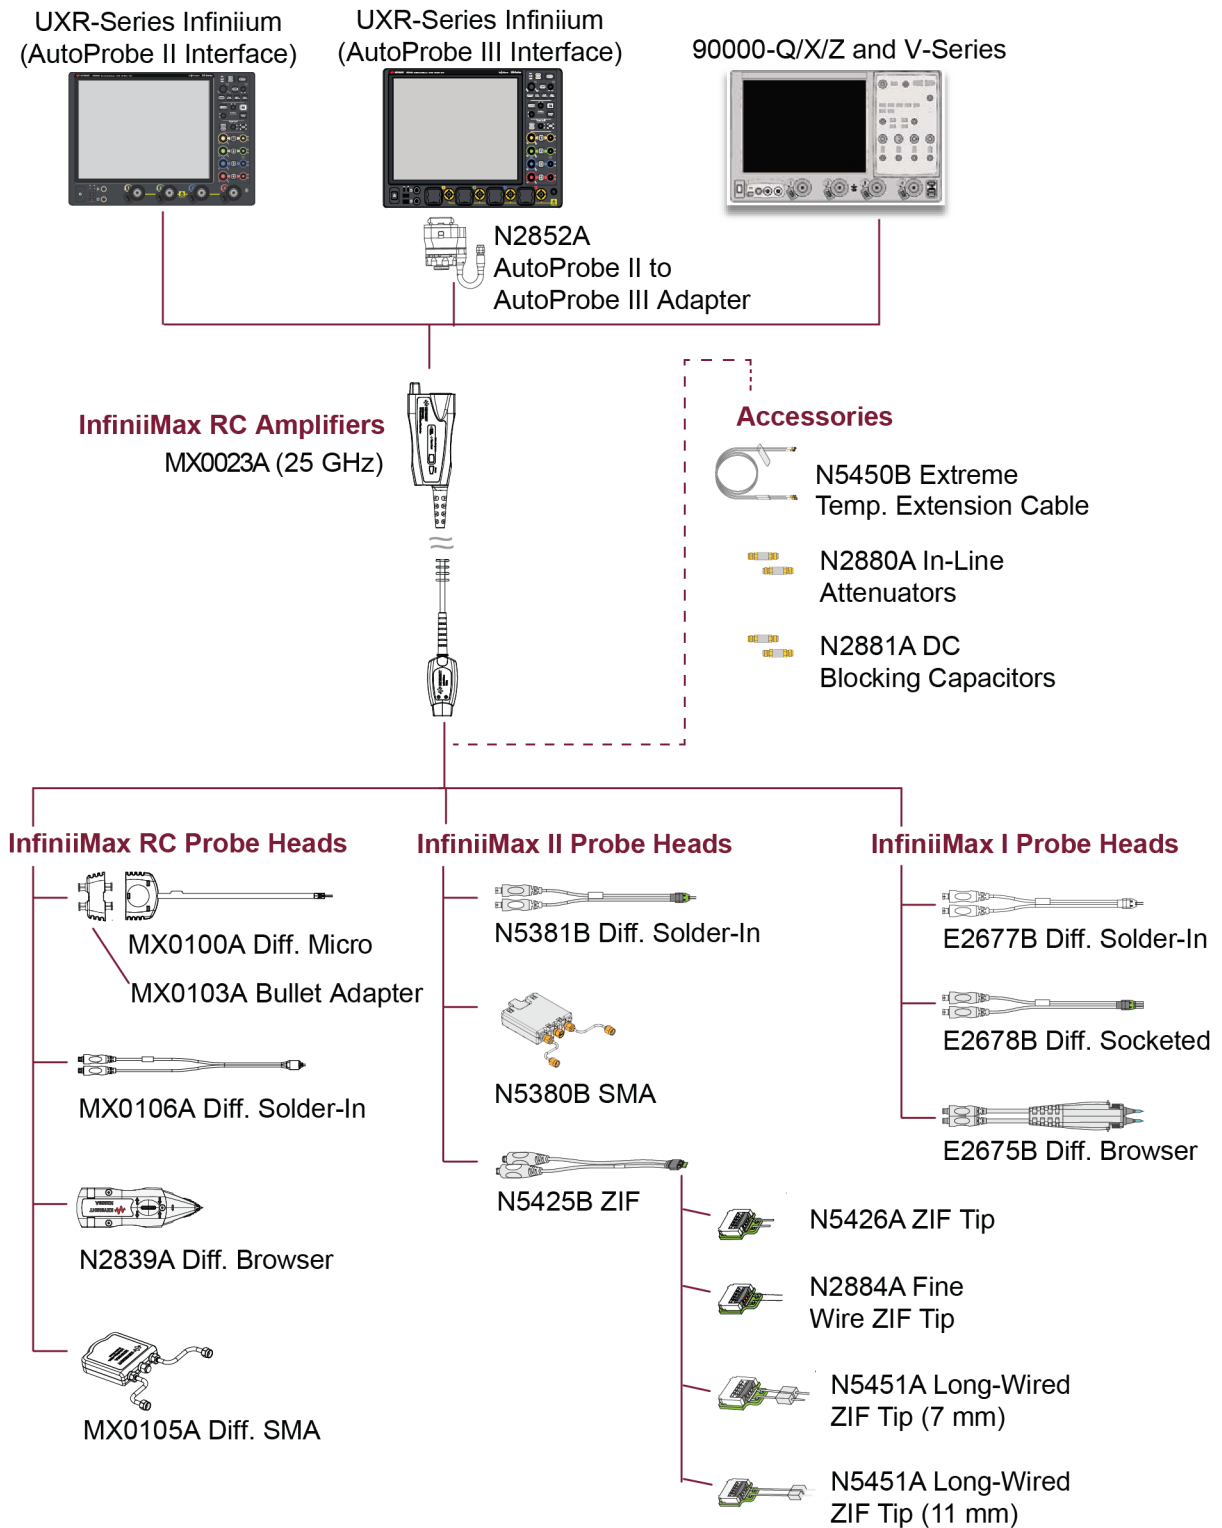 UXR-Series Infiniium
(AutoProbe II Interface)
UXR-Series Infiniium
(AutoProbe III Interface)
90000-Q/X/Z and V-Series
N2852A
AutoProbe II to
AutoProbe III Adapter
InfiniiMax RC Amplifiers
MX0023A (25 GHz)
Accessories
N5450B Extreme
Temp. Extension Cable
N2880A In-Line
Attenuators
N2881A DC
Blocking Capacitors
InfiniiMax RC Probe Heads
MX0100A Diff. Micro
MX0103A Bullet Adapter
MX0106A Diff. Solder-In
N2839A Diff. Browser
MX0105A Diff. SMA
InfiniiMax II Probe Heads
N5381B Diff. Solder-In
N5380B SMA
N5425B ZIF
N5426A ZIF Tip
N2884A Fine
Wire ZIF Tip
N5451A Long-Wired
ZIF Tip (7 mm)
N5451A Long-Wired
ZIF Tip (11 mm)
InfiniiMax I Probe Heads
E2677B Diff. Solder-In
E2678B Diff. Socketed
E2675B Diff. Browser